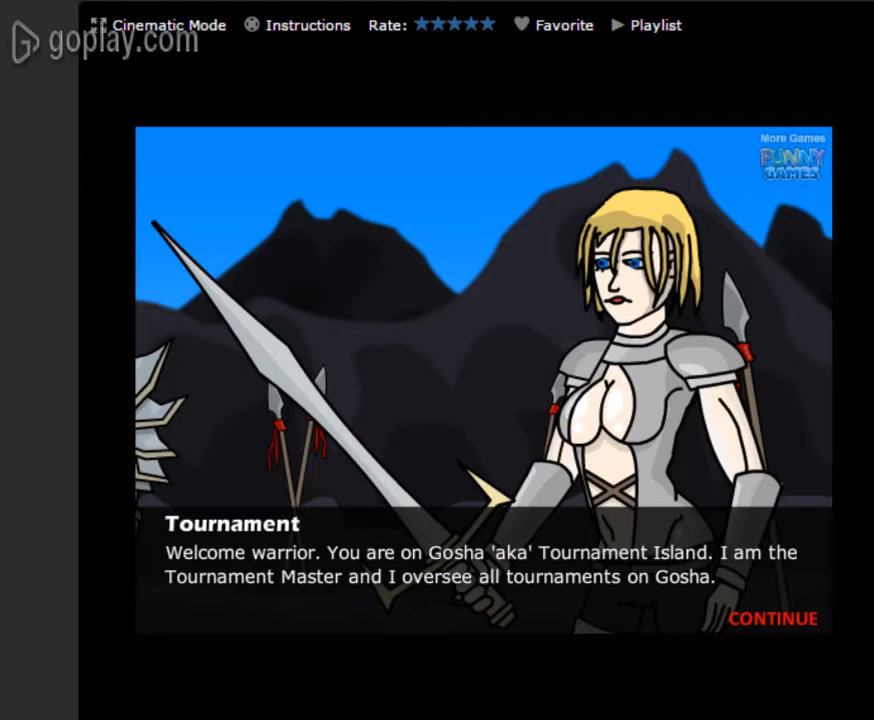 Cinematic Mode Instructions Rate: Favorite Playlist
goplay.com
More Games
FUNNY
GAMES
Tournament
Welcome warrior. You are on Gosha 'aka' Tournament Island. I am the
Tournament Master and I oversee all tournaments on Gosha.
CONTINUE